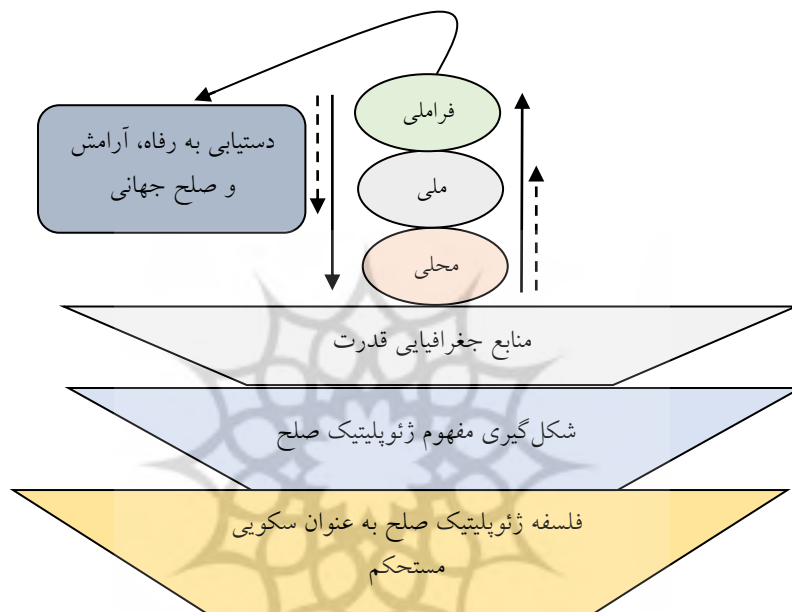 فراملی
دستیابی به رفاه، آرامش
و صلح جهانی
ملی
محلی
منابع جغرافیایی قدرت
شکل‌گیری مفهوم ژئوپلیتیک صلح
فلسفه ژئوپلیتیک صلح به عنوان سکویی
مستحکم